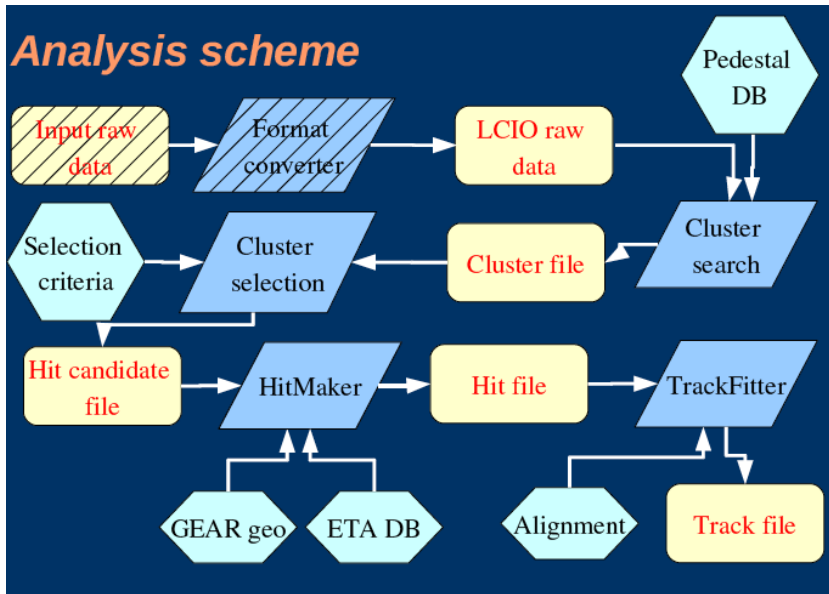 Analysis scheme
Pedestal
DB
Input raw
data
Format
converter
LCIO raw
data
Selection
criteria
Cluster
selection
Cluster file
Cluster
search
Hit candidate
file
HitMaker
Hit file
TrackFitter
GEAR geo
ETA DB
Alignment
Track file